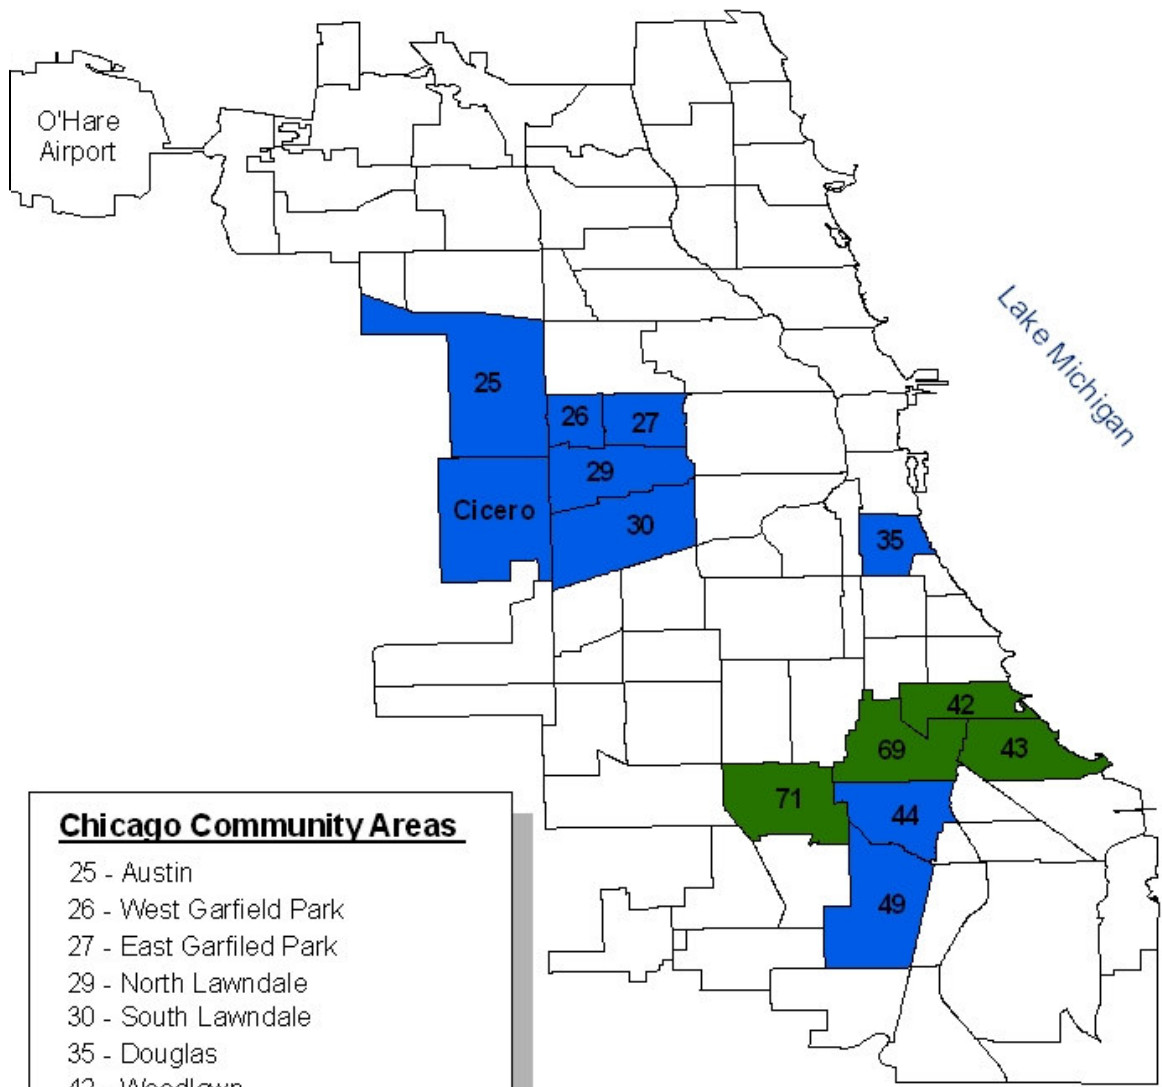 O'Hare
Airport
Lake Michigan
25
26
27
29
Cicero
30
35
42
69
43
71
44
49
Chicago Community Areas
25 - Austin
26 - West Garfield Park
27 - East Garfiled Park
29 - North Lawndale
30 - South Lawndale
35 - Douglas
42 - Woodlawn